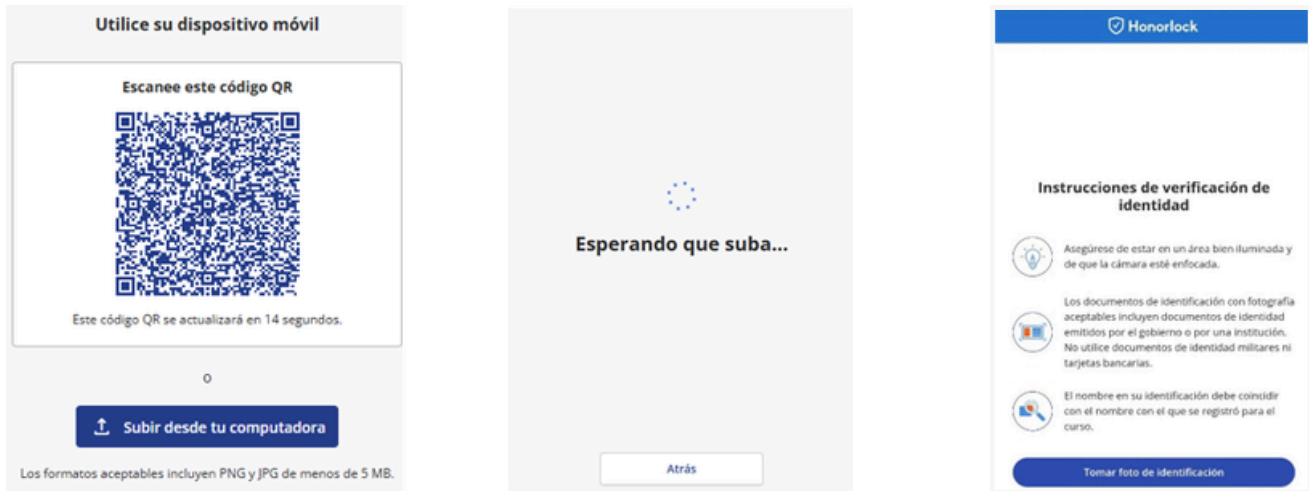 Utilice su dispositivo móvil
Escanee este código QR
Este código QR se actualizará en 14 segundos.
o
Subir desde tu computadora
Los formatos aceptables incluyen PNG y JPG de menos de 5 MB.
Esperando que suba...
Atrás
Honorlock
Instrucciones de verificación de
identidad
Asegúrese de estar en un área bien iluminada y
de que la cámara esté enfocada.
Los documentos de identificación con fotografía
aceptables incluyen documentos de identidad
emitidos por el gobierno o por una institución.
No utilice documentos de identidad militares ni
tarjetas bancarias.
El nombre en su identificación debe coincidir
con el nombre con el que se registró para el
curso.
Tomar foto de identificación